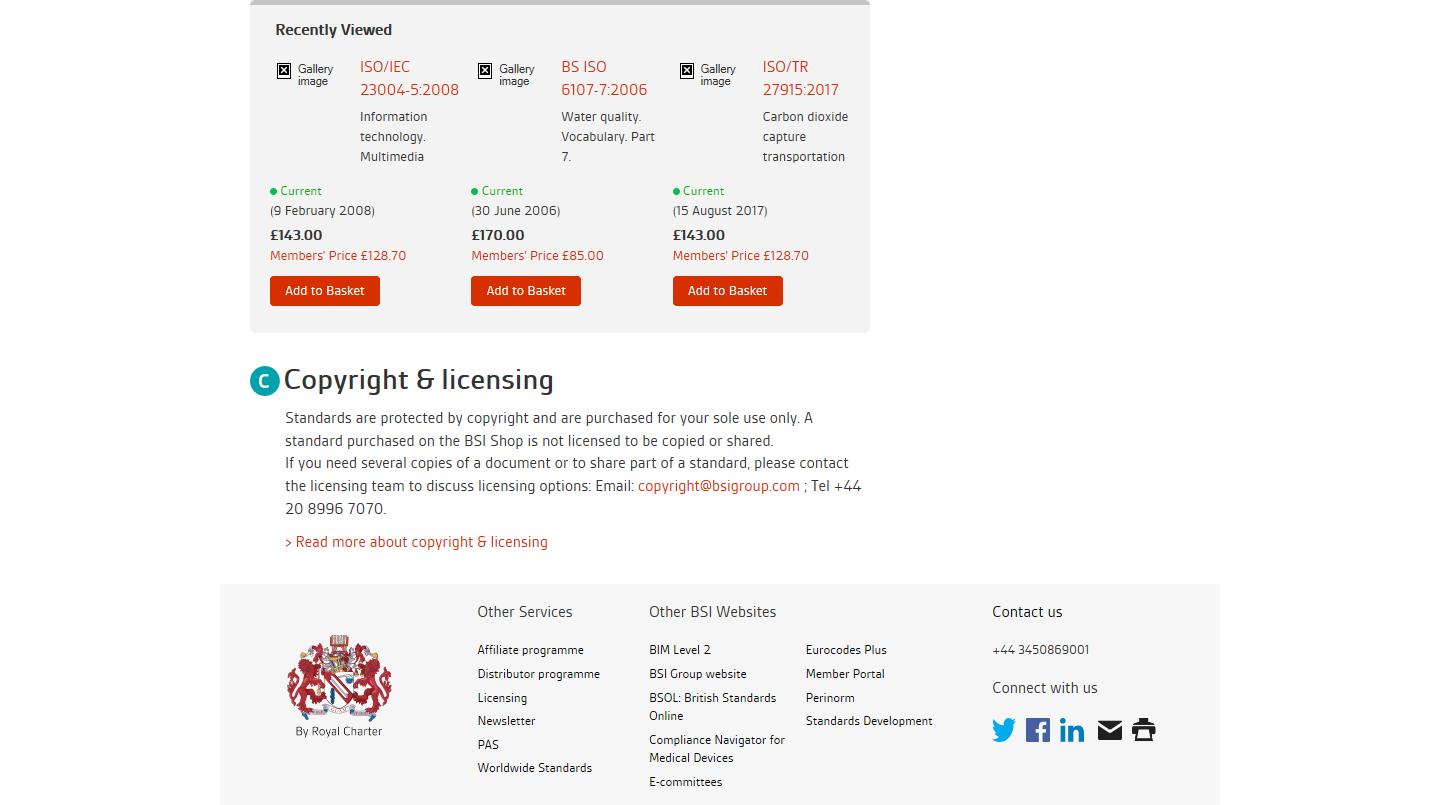 Recently Viewed
Gallery image
ISO/IEC
23004-5:2008
Information
technology.
Multimedia
Current
(9 February 2008)
£143.00
Members' Price £128.70
Add to Basket
Gallery image
BS ISO
6107-7:2006
Water quality.
Vocabulary. Part
7.
Current
(30 June 2006)
£170.00
Members' Price £85.00
Add to Basket
Gallery image
ISO/TR
27915:2017
Carbon dioxide
capture
transportation
Current
(15 August 2017)
£143.00
Members' Price £128.70
Add to Basket
C Copyright & licensing
Standards are protected by copyright and are purchased for your sole use only. A
standard purchased on the BSI Shop is not licensed to be copied or shared.
If you need several copies of a document or to share part of a standard, please contact
the licensing team to discuss licensing options: Email: copyright@bsigroup.com ; Tel +44
20 8996 7070.
> Read more about copyright & licensing
By Royal Charter
Other Services
Affiliate programme
Distributor programme
Licensing
Newsletter
PAS
Worldwide Standards
Other BSI Websites
BIM Level 2
BSI Group website
BSOL: British Standards
Online
Compliance Navigator for
Medical Devices
E-committees
Eurocodes Plus
Member Portal
Perinorm
Standards Development
Contact us
+44 3450869001
Connect with us